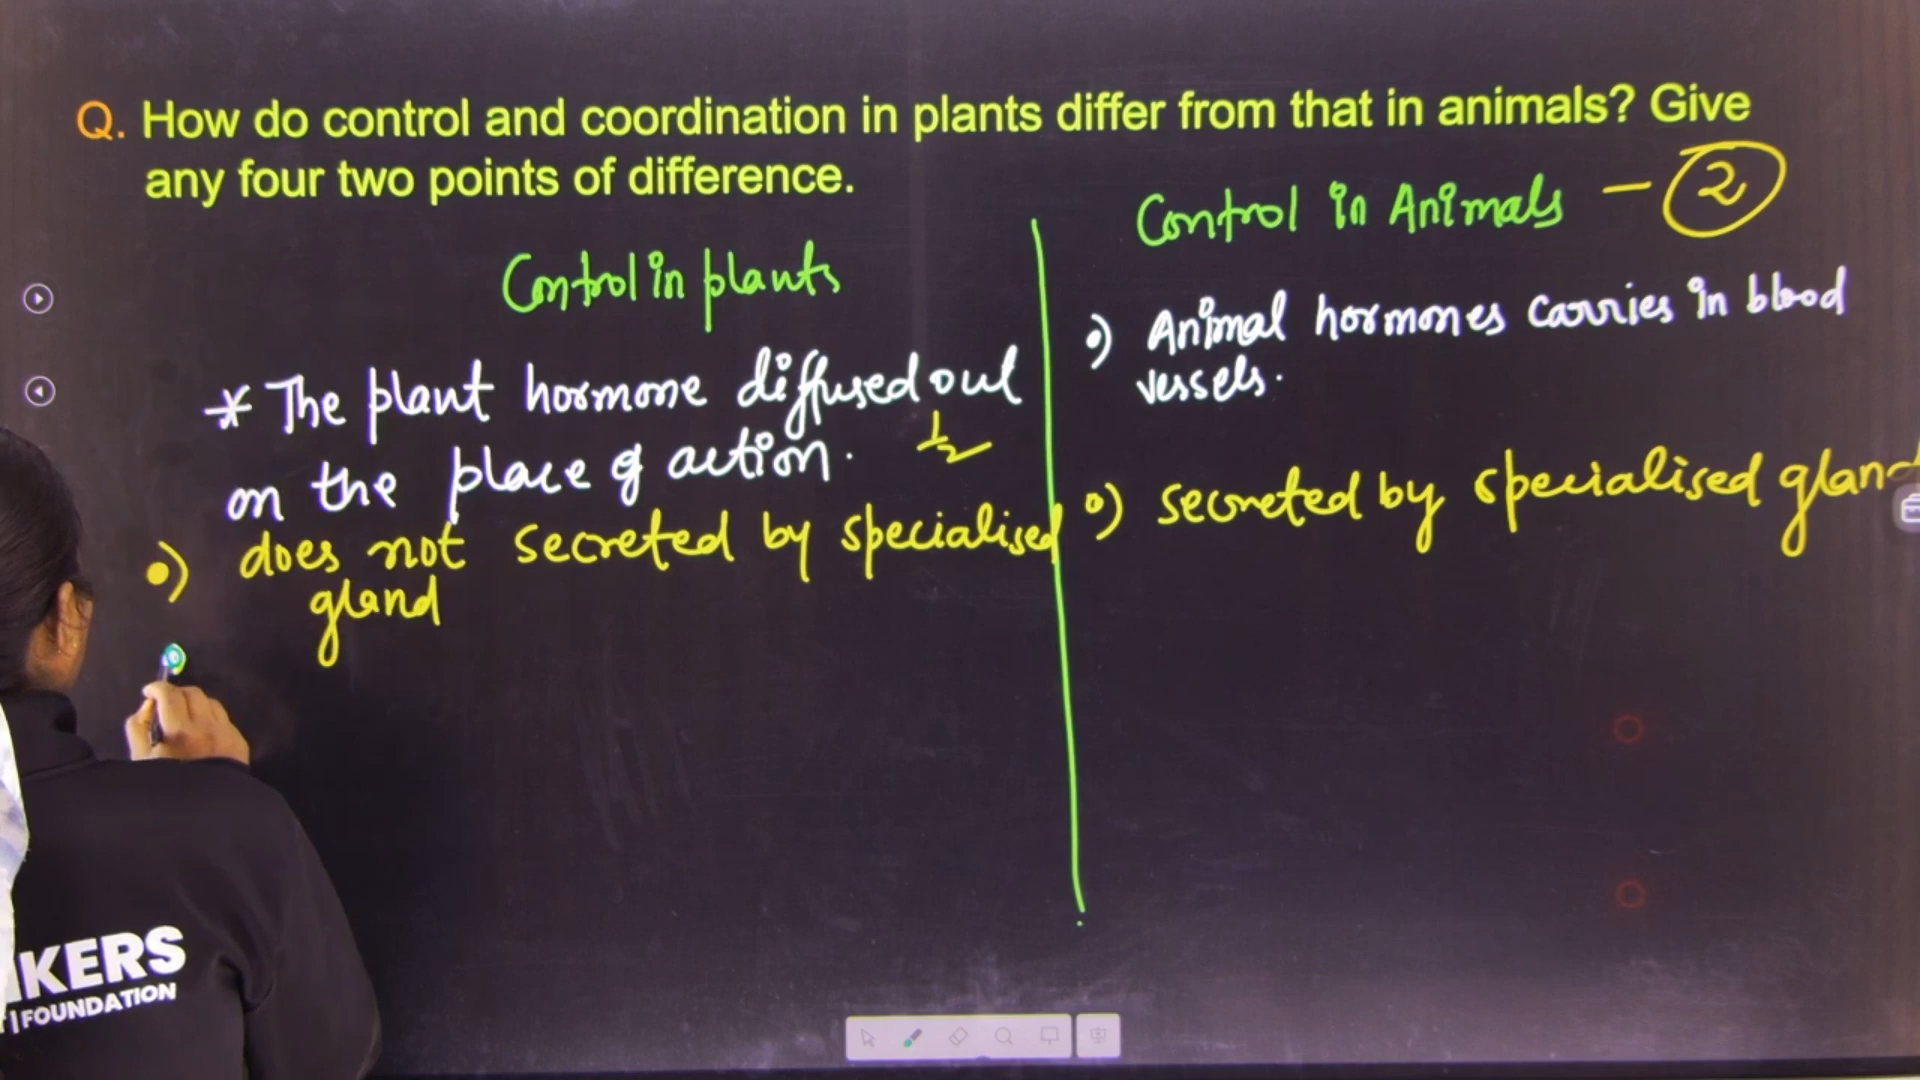 Q. How do control and coordination in plants differ from that in animals? Give
any four two points of difference.
Control in Animals - 2
Control in plants
Animal hormones carries in blood
vessels.
* The plant hormone diffused out
on the place of action. 1/2
secreted by specialised gland
does not secreted by specialised
gland
KERS
FOUNDATION